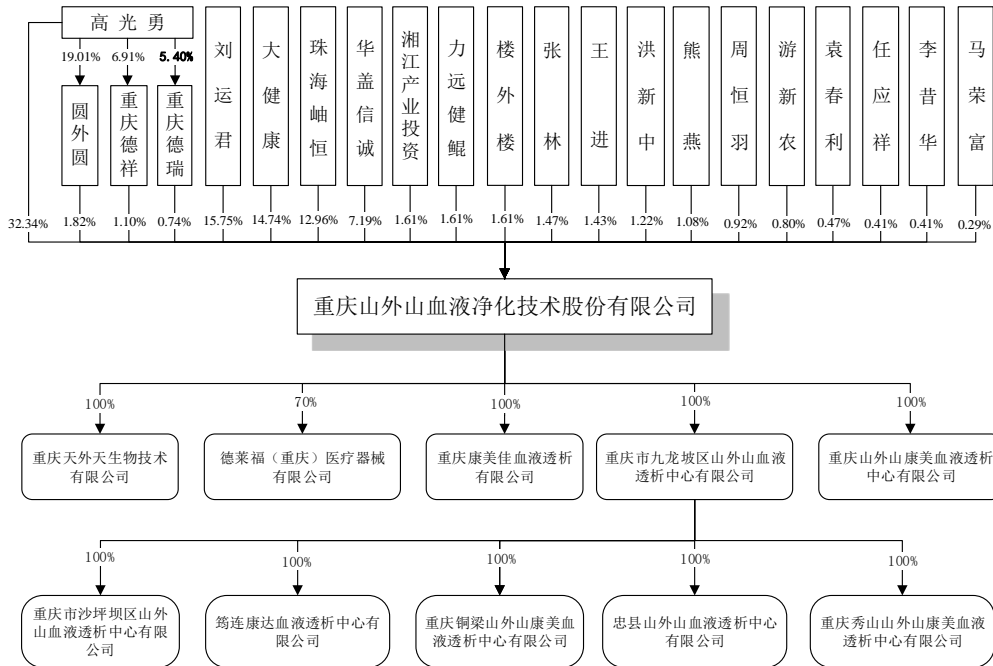 高光勇
19.01%
6.91%
5.40%
圆外圆
重庆德祥
重庆德瑞
刘运君
大健康
珠海岫恒
华盖信诚
湘江产业投资
力远健鲲
楼外楼
张林
王进
洪新中
熊燕
周恒羽
游新农
袁春利
任应祥
李昔华
马荣富
32.34%
1.82%
1.10%
0.74%
15.75%
14.74%
12.96%
7.19%
1.61%
1.61%
1.61%
1.47%
1.43%
1.22%
1.08%
0.92%
0.80%
0.47%
0.41%
0.41%
0.29%
重庆山外山血液净化技术股份有限公司
100%
70%
100%
100%
100%
重庆天外天生物技术
有限公司
德莱福（重庆）医疗器械
有限公司
重庆康美佳血液透析
有限公司
重庆市九龙坡区山外山血液
透析中心有限公司
重庆山外山康美血液透析
中心有限公司
100%
100%
100%
100%
100%
重庆市沙坪坝区山外
山血液透析中心有限
公司
筠连康达血液透析中心有
限公司
重庆铜梁山外山康美血
液透析中心有限公司
忠县山外山血液透析中心
有限公司
重庆秀山山外山康美血液
透析中心有限公司